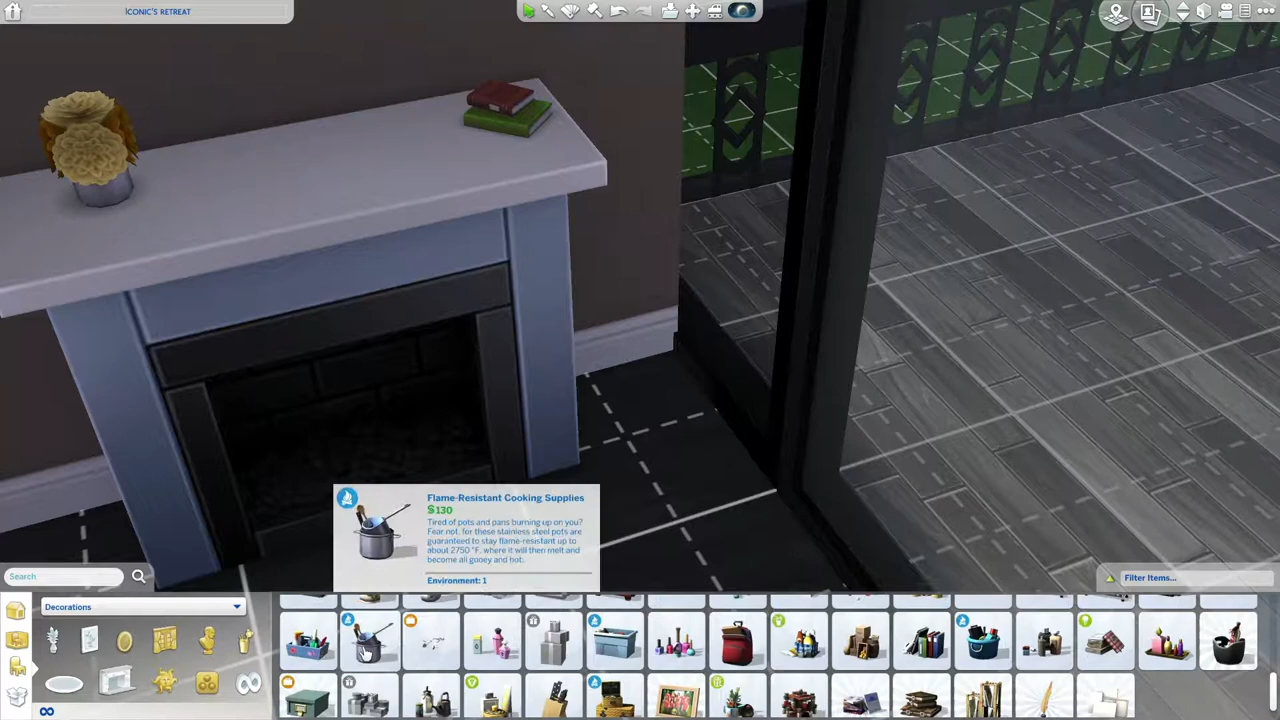 ICONIC'S RETREAT
Flame-Resistant Cooking Supplies
§130
Tired of pots and pans burning up on you?
Fear not, for these stainless steel pots are
guaranteed to stay flame-resistant up to
about 2750 °F, where it will then melt and
become all gooey and hot.
Environment: 1
Search
Filter Items...
Decorations